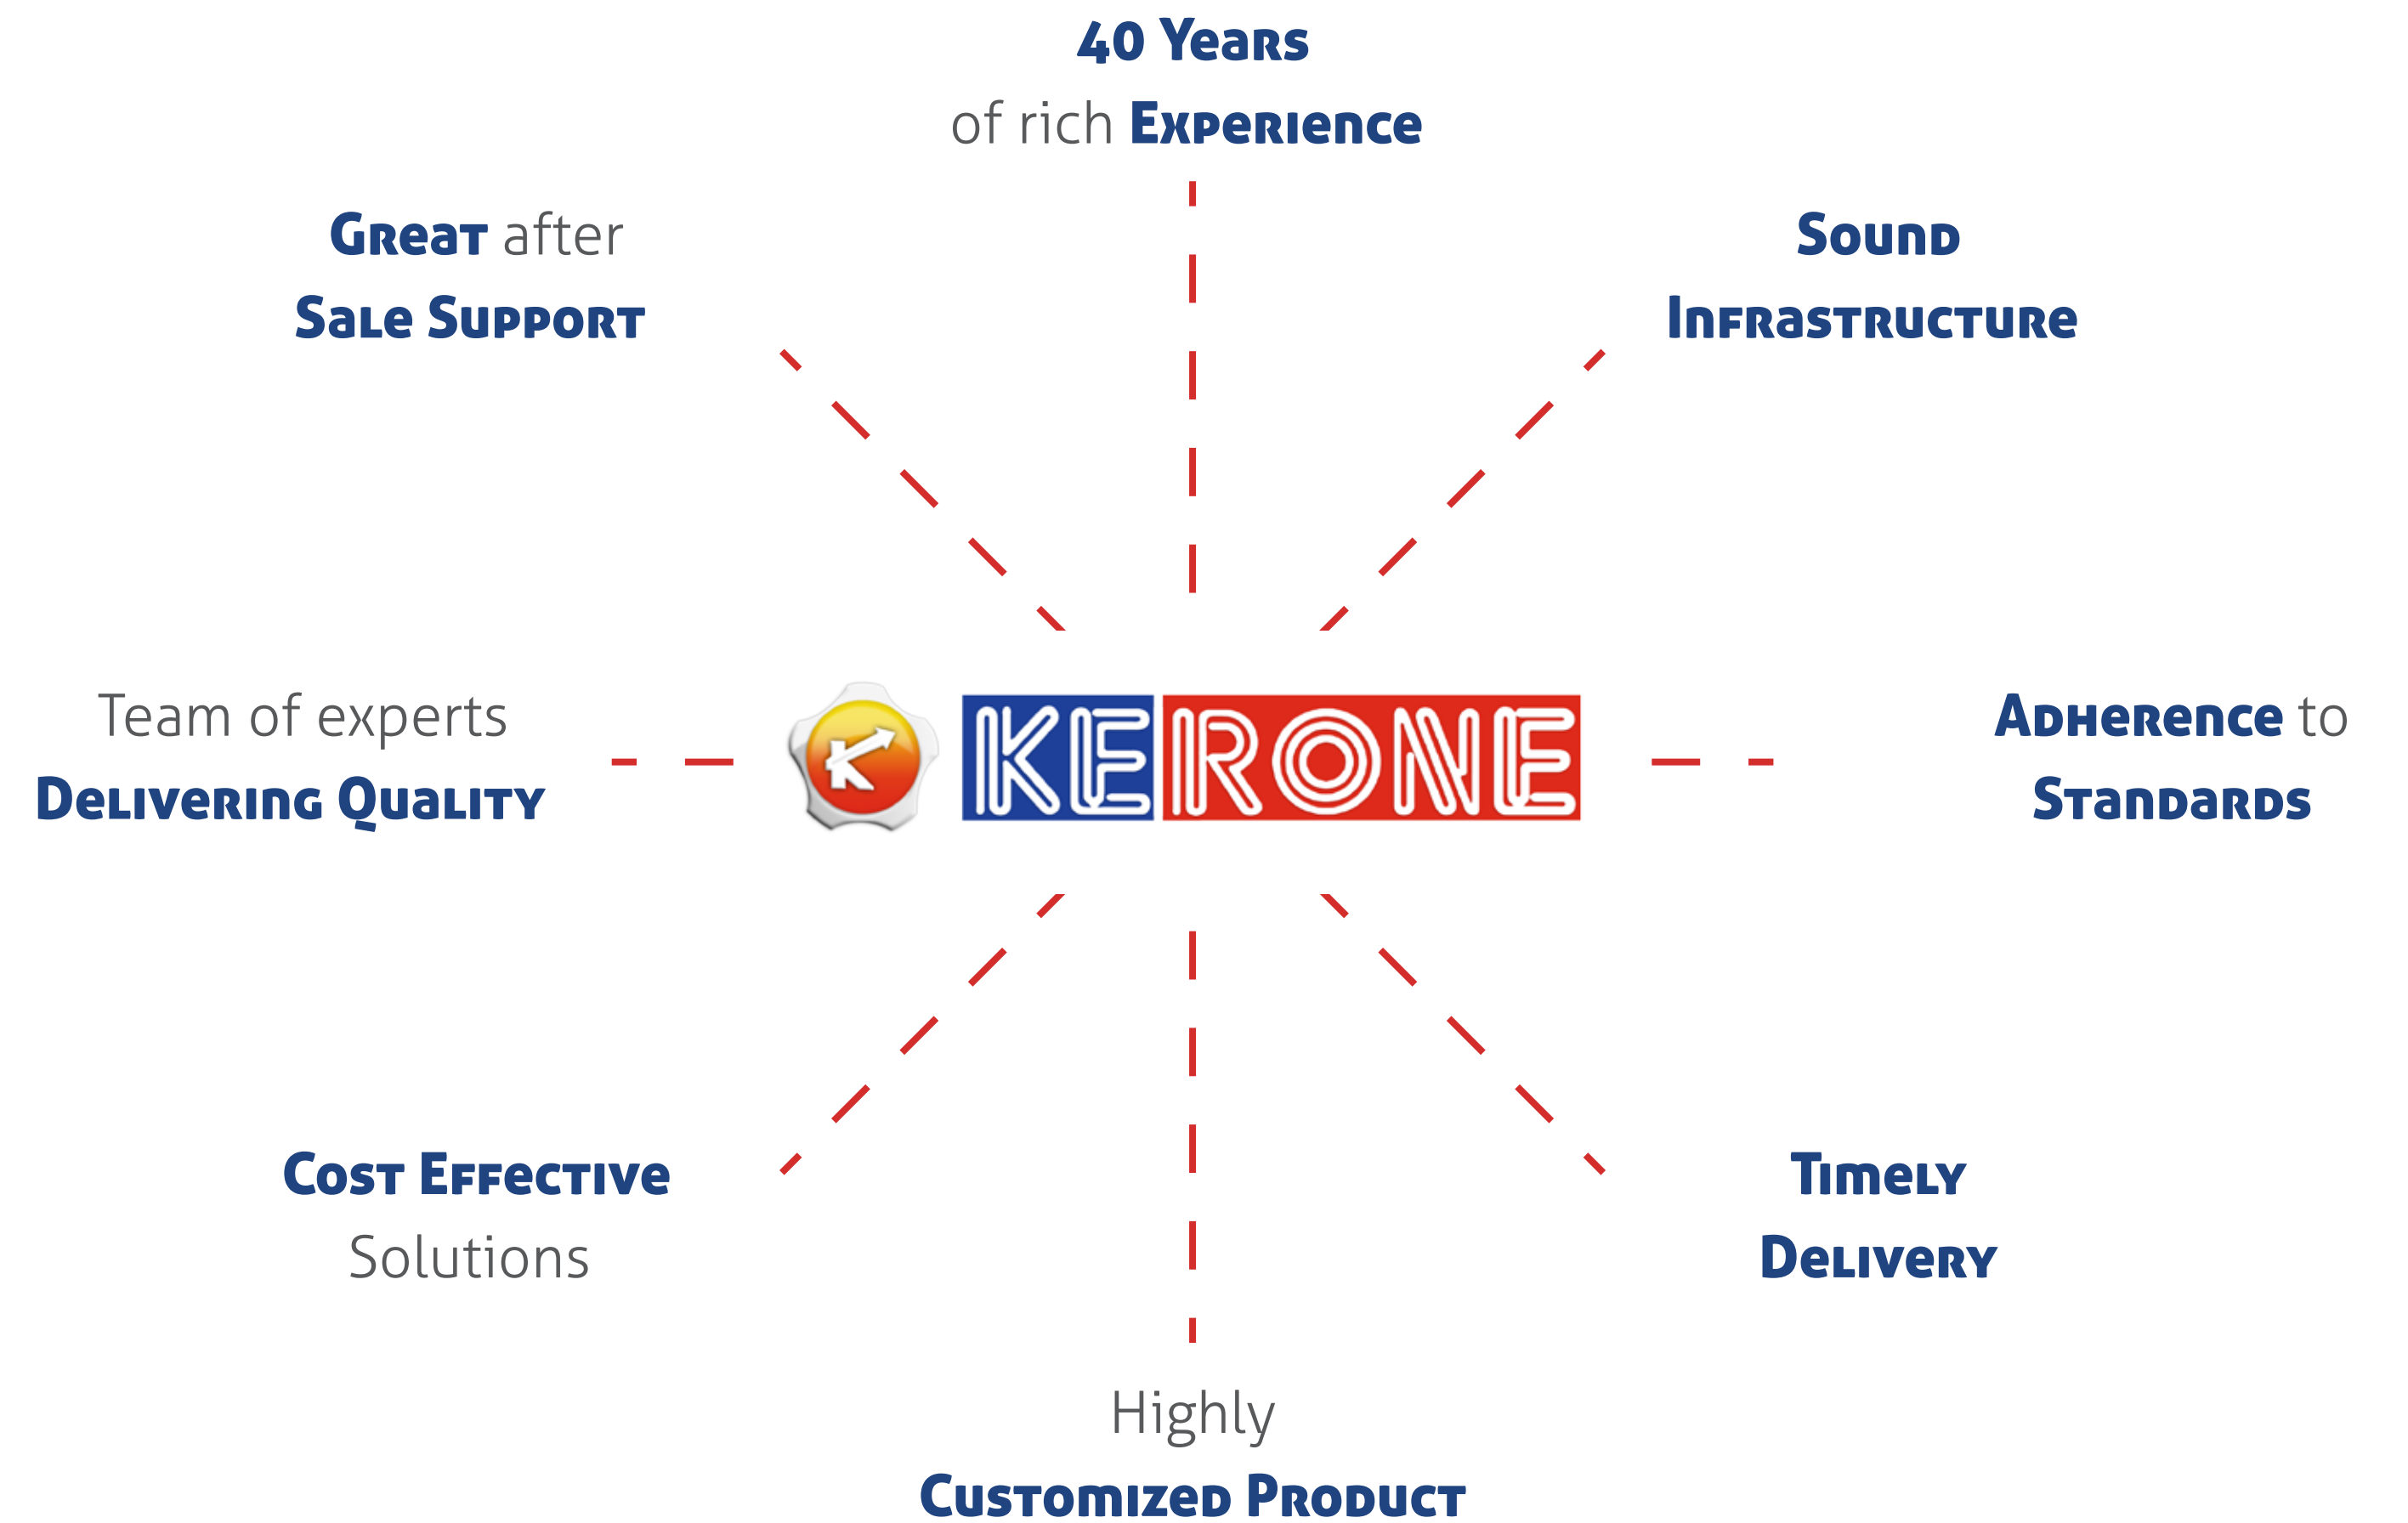 40 Years
of rich Experience
Great after
Sale Support
Sound
Infrastructure
Team of experts
Delivering Quality
K KERONE
Adherence to
Standards
Cost Effective
Solutions
Timely
Delivery
Highly
Customized Product